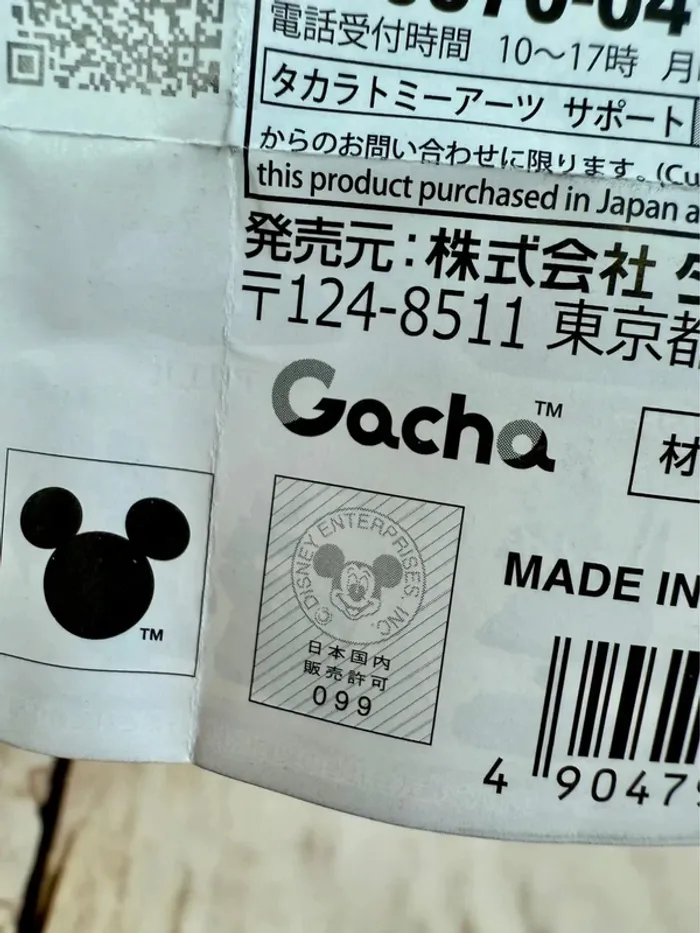 電話受付時間 10～17時 月
タカラトミーアーツ サポート
からのお問い合わせに限ります。(Cu
this product purchased in Japan a
発売元：株式会社
〒124-8511 東京都
Gacha™
材
TM
© DISNEY ENTERPRISES INC.
日本国内
販売許可
099
MADE IN
4 90479